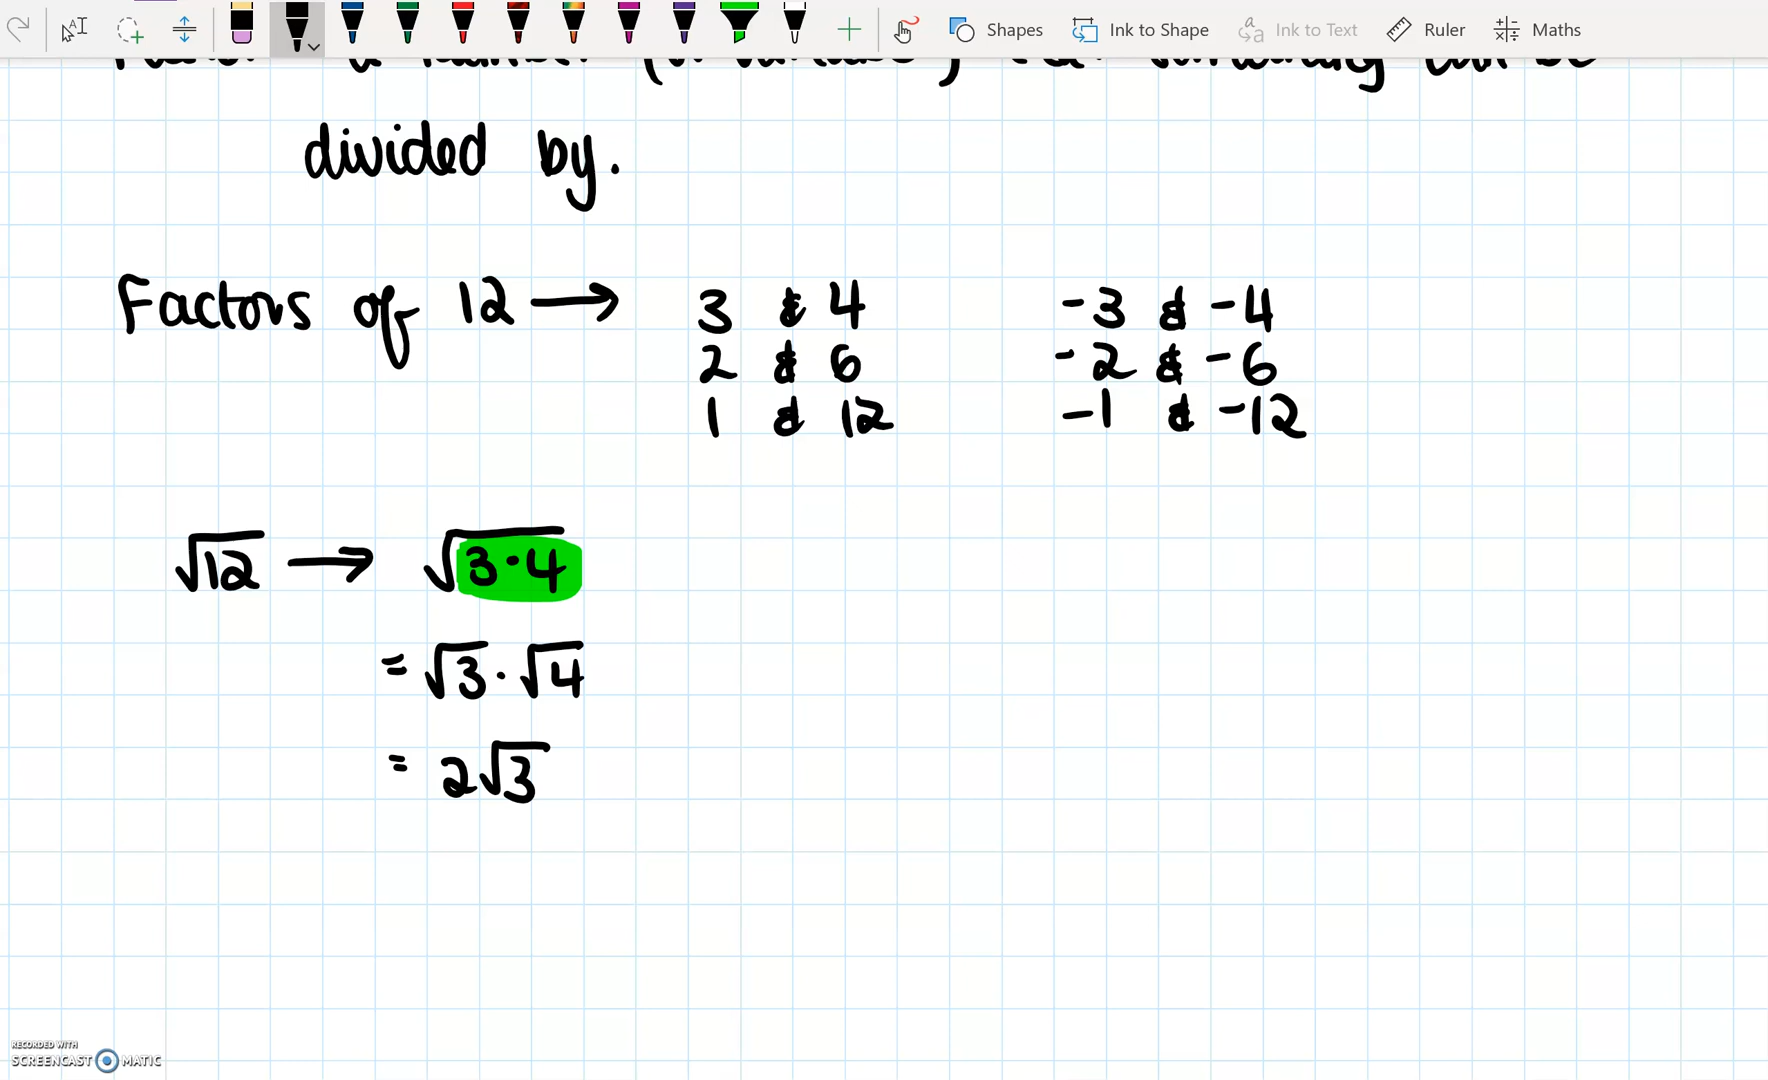 Shapes Ink to Shape Ink to Text Ruler Maths
divided by.
Factors of 12 → 3 & 4 -3 & -4
2 & 6 -2 & -6
1 & 12 -1 & -12
√12 → √3·4
= √3 · √4
= 2√3
RECORDED WITH
SCREENCAST MATIC